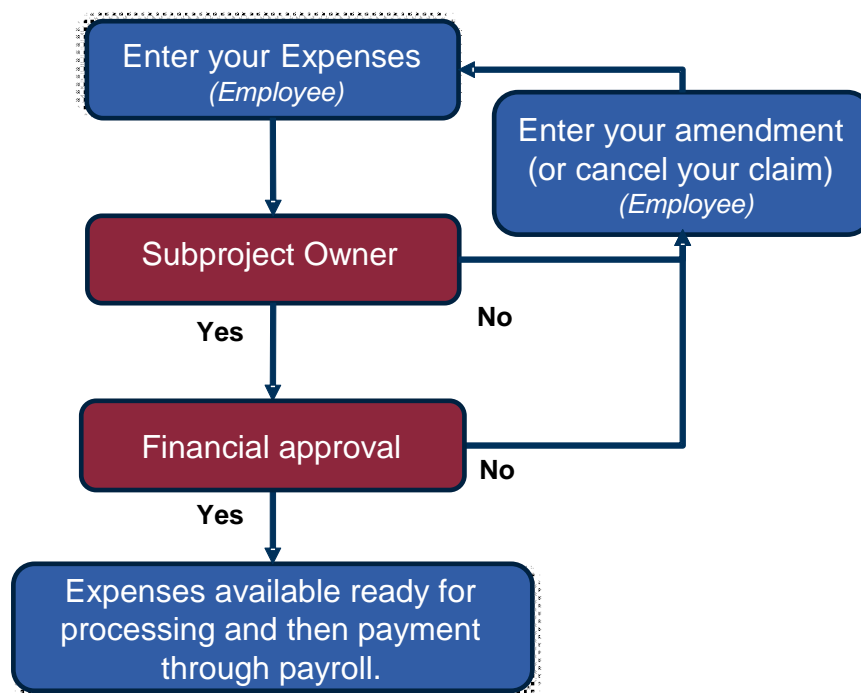 Enter your Expenses
(Employee)
Enter your amendment
(or cancel your claim)
(Employee)
Subproject Owner
Yes
No
Financial approval
No
Yes
Expenses available ready for
processing and then payment
through payroll.